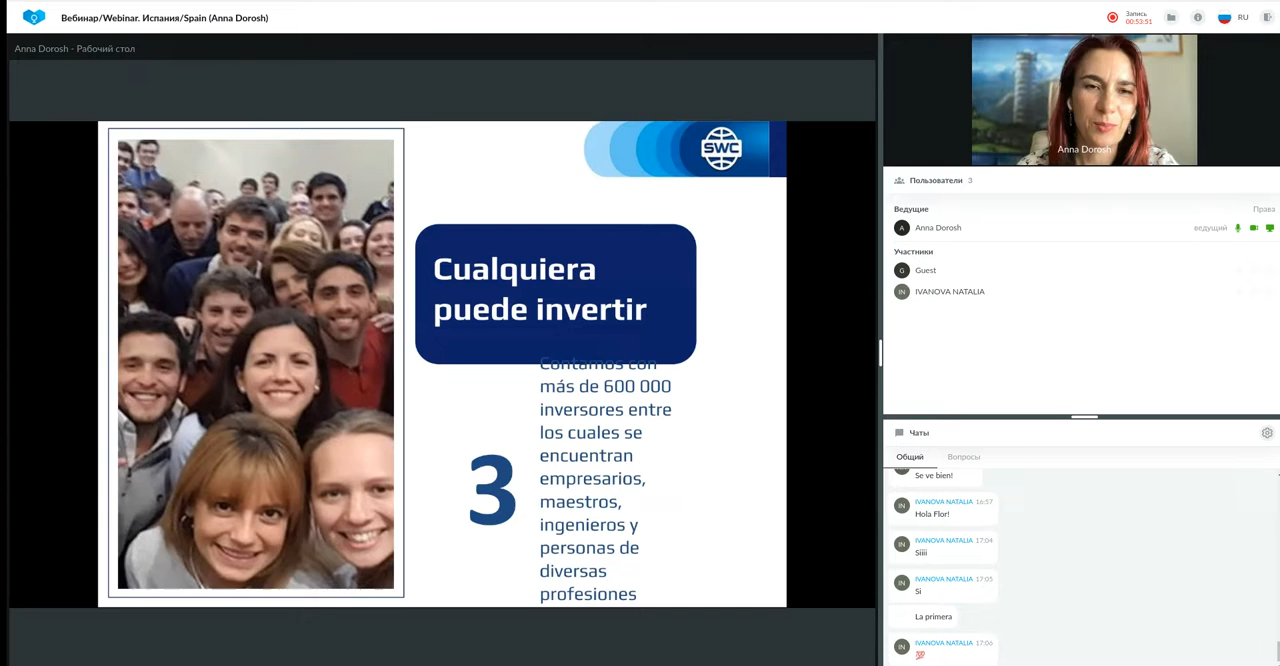 Вебинар/Webinar. Испания/Spain (Anna Dorosh)
Запись
00:53:51
RU
Anna Dorosh - Рабочий стол
SWC
Cualquiera
puede invertir
3
Contamos con
más de 600 000
inversores entre
los cuales se
encuentran
empresarios,
maestros,
ingenieros y
personas de
diversas
profesiones
Anna Dorosh
Пользователи 3
Ведущие
Права
A Anna Dorosh
ведущий
Участники
G Guest
IN IVANOVA NATALIA
Чаты
Общий
Вопросы
Se ve bien!
IN IVANOVA NATALIA 16:57
Hola Flor!
IN IVANOVA NATALIA 17:04
Siiii
IN IVANOVA NATALIA 17:05
Si
La primera
IN IVANOVA NATALIA 17:06
💯